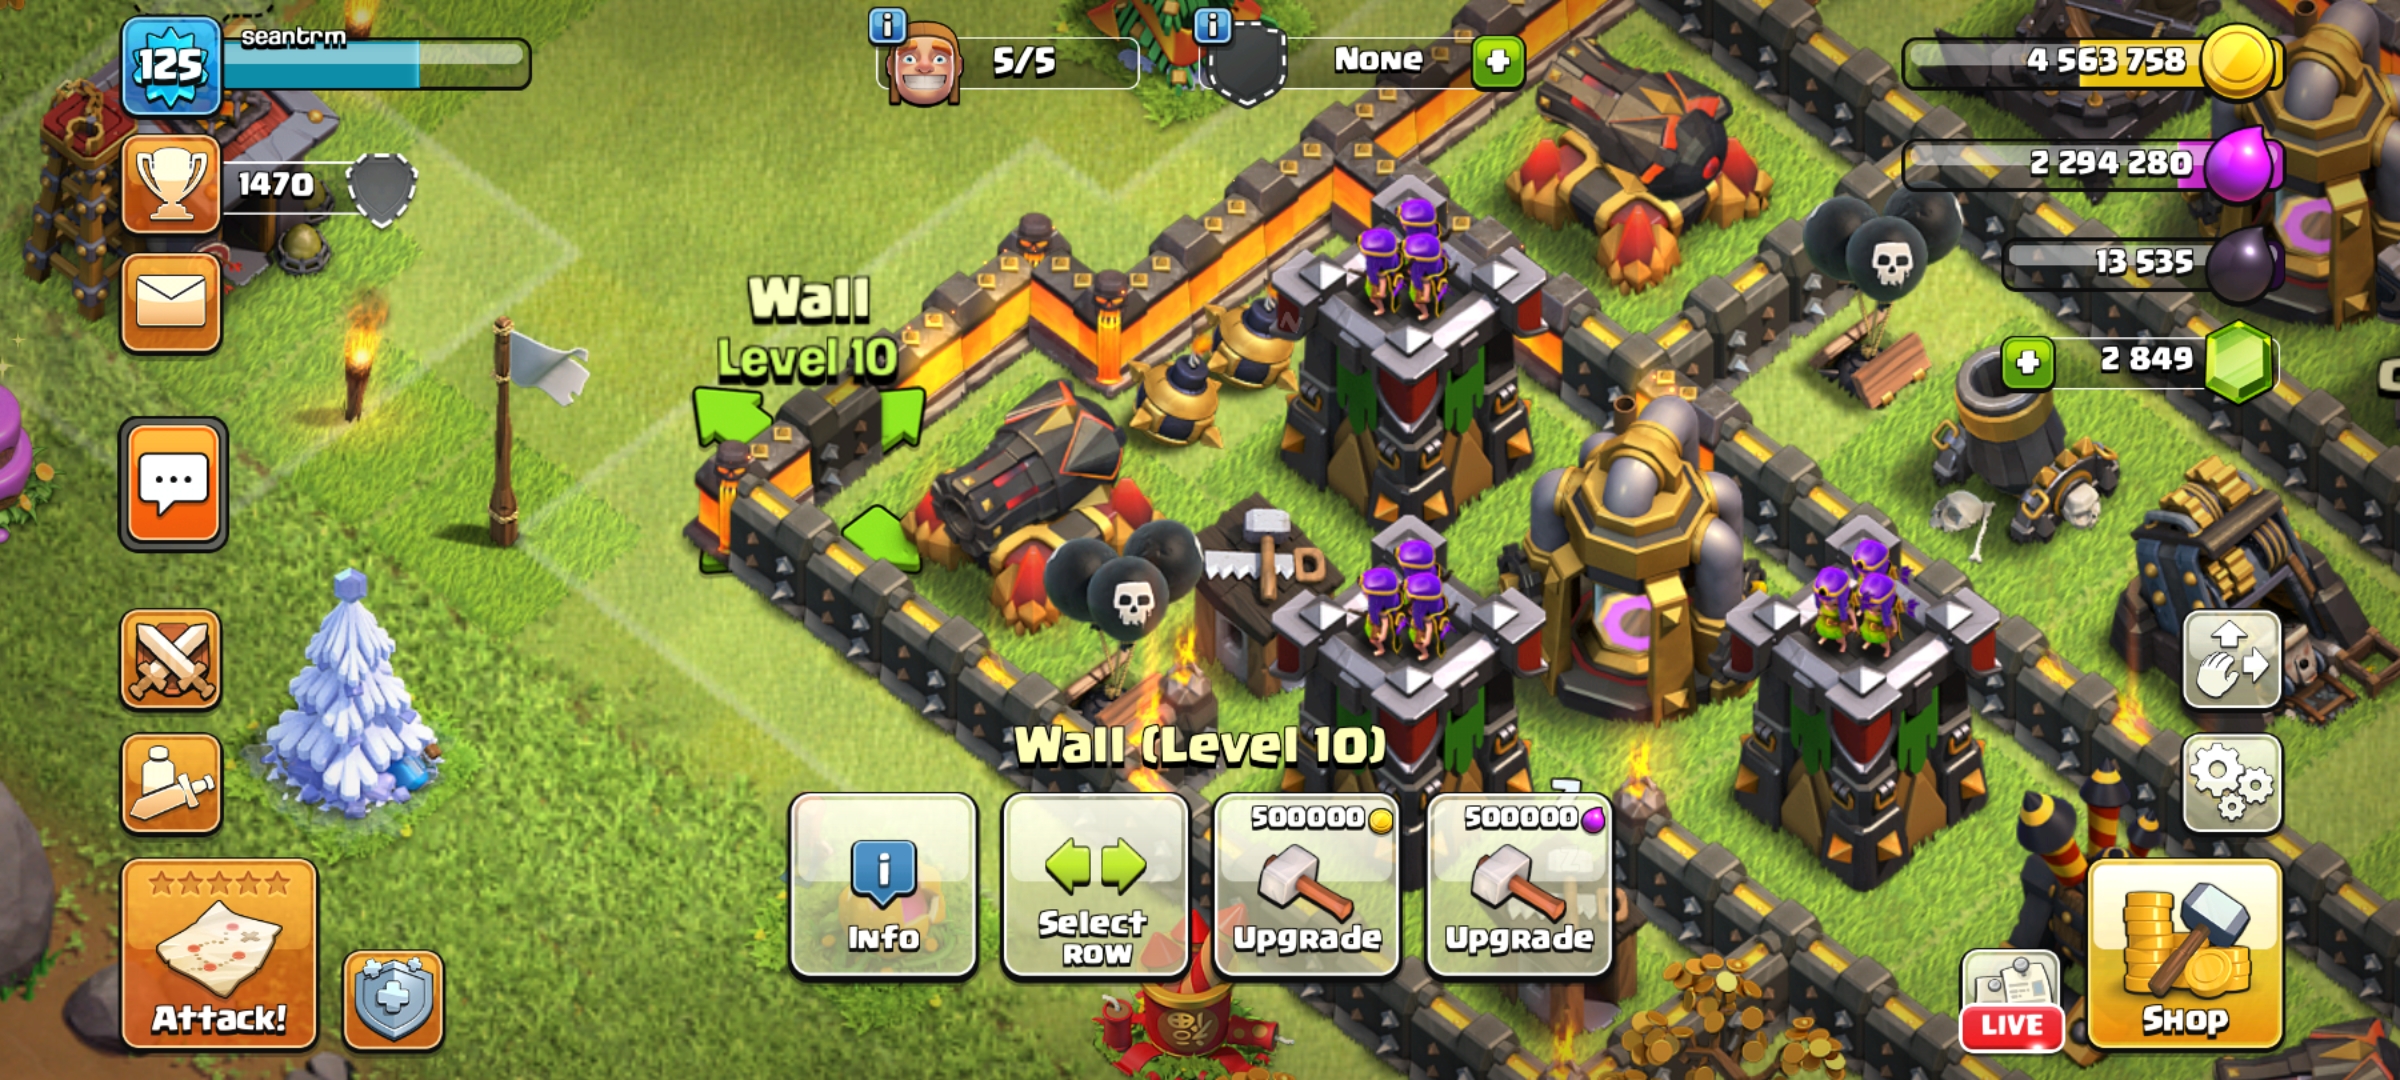 125
seantrm
5/5
None
4 563 758
1470
2 294 280
13 535
2 849
Wall
Level 10
Wall (Level 10)
Info
Select
Row
500000
Upgrade
500000
Upgrade
Attack!
LIVE
Shop